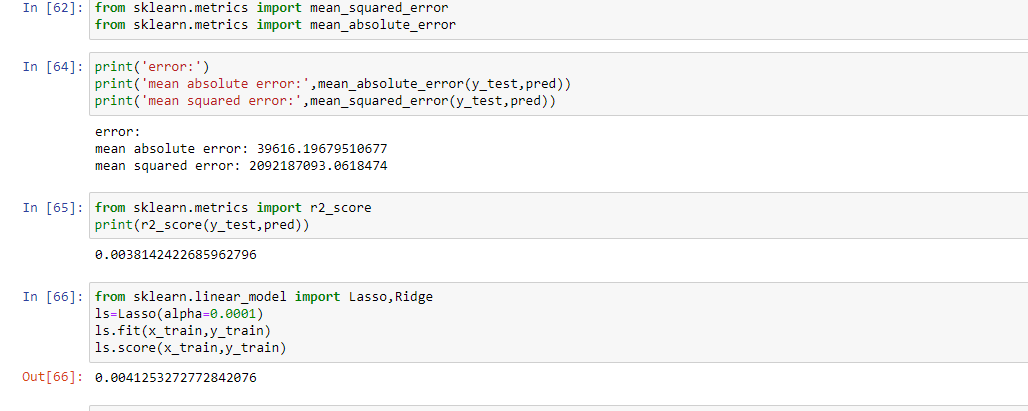 In [62]: from sklearn.metrics import mean_squared_error
from sklearn.metrics import mean_absolute_error
In [64]: print('error:')
print('mean absolute error:',mean_absolute_error(y_test,pred))
print('mean squared error:',mean_squared_error(y_test,pred))
error:
mean absolute error: 39616.19679510677
mean squared error: 2092187093.0618474
In [65]: from sklearn.metrics import r2_score
print(r2_score(y_test,pred))
0.0038142422685962796
In [66]: from sklearn.linear_model import Lasso,Ridge
ls=Lasso(alpha=0.0001)
ls.fit(x_train,y_train)
ls.score(x_train,y_train)
Out[66]: 0.0041253272772842076